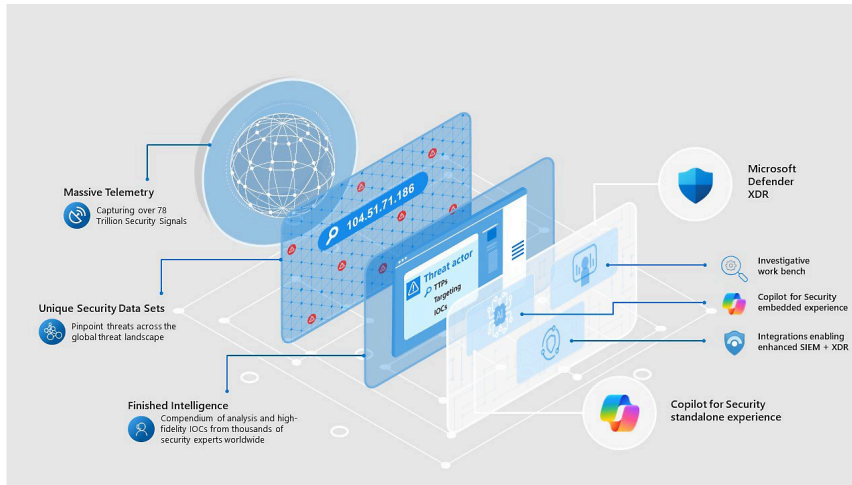 Massive Telemetry
Capturing over 78
Trillion Security Signals
Unique Security Data Sets
Pinpoint threats across the
global threat landscape
Finished Intelligence
Compendium of analysis and high-
fidelity IOCs from thousands of
security experts worldwide
104.51.71.186
Threat actor
TTPs
Targeting
IOCs
AI
Microsoft
Defender
XDR
Investigative
work bench
Copilot for Security
embedded experience
Integrations enabling
enhanced SIEM + XDR
Copilot for Security
standalone experience